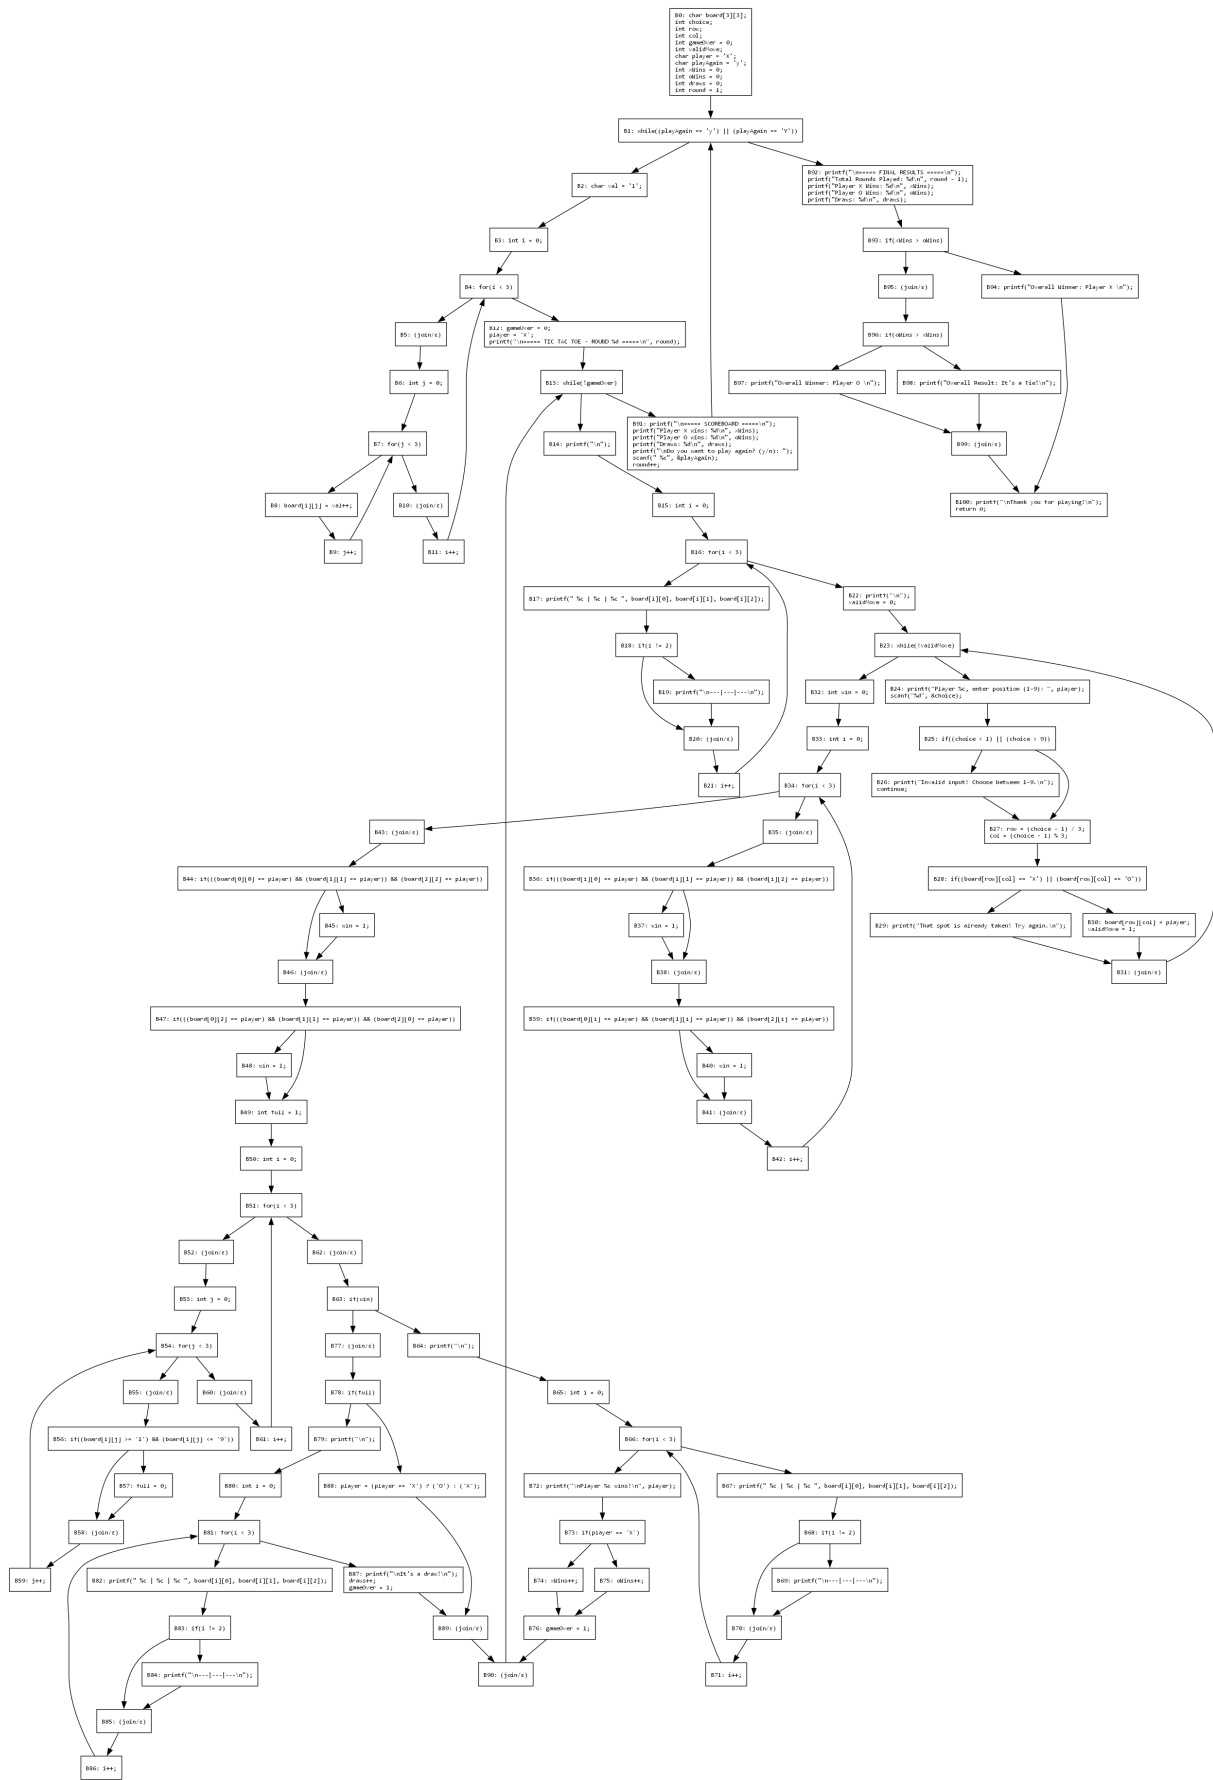 B0: char board[3][3];
int choice;
int row;
int col;
int gameOver = 0;
int validMove;
char player = 'X';
char playAgain = 'y';
int xWins = 0;
int oWins = 0;
int draws = 0;
int round = 1;
B1: while((playAgain == 'y') || (playAgain == 'Y'))
B2: char val = '1';
B3: int i = 0;
B4: for(i < 3)
B5: (join/ε)
B6: int j = 0;
B7: for(j < 3)
B8: board[i][j] = val++;
B9: j++;
B10: (join/ε)
B11: i++;
B12: gameOver = 0;
player = 'X';
printf("\n===== TIC TAC TOE - ROUND %d =====\n", round);
B13: while(!gameOver)
B14: printf("\n");
B91: printf("\n===== SCOREBOARD =====\n");
printf("Player X wins: %d\n", xWins);
printf("Player O wins: %d\n", oWins);
printf("Draws: %d\n", draws);
printf("\nDo you want to play again? (y/n): ");
scanf(" %c", &playAgain);
round++;
B92: printf("\n===== FINAL RESULTS =====\n");
printf("Total Rounds Played: %d\n", round - 1);
printf("Player X Wins: %d\n", xWins);
printf("Player O Wins: %d\n", oWins);
printf("Draws: %d\n", draws);
B93: if(xWins > oWins)
B95: (join/ε)
B94: printf("Overall Winner: Player X \n");
B96: if(oWins > xWins)
B97: printf("Overall Winner: Player O \n");
B98: printf("Overall Result: It's a Tie!\n");
B99: (join/ε)
B100: printf("\nThank you for playing!\n");
return 0;
B15: int i = 0;
B16: for(i < 3)
B17: printf(" %c | %c | %c ", board[i][0], board[i][1], board[i][2]);
B18: if(i != 2)
B19: printf("\n---|---|---\n");
B20: (join/ε)
B21: i++;
B22: printf("\n");
validMove = 0;
B23: while(!validMove)
B32: int win = 0;
B24: printf("Player %c, enter position (1-9): ", player);
scanf("%d", &choice);
B33: int i = 0;
B25: if((choice < 1) || (choice > 9))
B34: for(i < 3)
B26: printf("Invalid input! Choose between 1-9.\n");
continue;
B27: row = (choice - 1) / 3;
col = (choice - 1) % 3;
B28: if((board[row][col] == 'X') || (board[row][col] == 'O'))
B29: printf("That spot is already taken! Try again.\n");
B30: board[row][col] = player;
validMove = 1;
B31: (join/ε)
B43: (join/ε)
B35: (join/ε)
B44: if(((board[0][0] == player) && (board[1][1] == player)) && (board[2][2] == player))
B36: if(((board[i][0] == player) && (board[i][1] == player)) && (board[i][2] == player))
B45: win = 1;
B37: win = 1;
B46: (join/ε)
B38: (join/ε)
B47: if(((board[0][2] == player) && (board[1][1] == player)) && (board[2][0] == player))
B39: if(((board[0][i] == player) && (board[1][i] == player)) && (board[2][i] == player))
B48: win = 1;
B40: win = 1;
B49: int full = 1;
B41: (join/ε)
B50: int i = 0;
B42: i++;
B51: for(i < 3)
B52: (join/ε)
B62: (join/ε)
B53: int j = 0;
B63: if(win)
B54: for(j < 3)
B77: (join/ε)
B64: printf("\n");
B55: (join/ε)
B60: (join/ε)
B78: if(full)
B65: int i = 0;
B56: if((board[i][j] >= '1') && (board[i][j] <= '9'))
B61: i++;
B79: printf("\n");
B66: for(i < 3)
B57: full = 0;
B80: int i = 0;
B88: player = (player == 'X') ? ('O') : ('X');
B72: printf("\nPlayer %c wins!\n", player);
B67: printf(" %c | %c | %c ", board[i][0], board[i][1], board[i][2]);
B58: (join/ε)
B81: for(i < 3)
B73: if(player == 'X')
B68: if(i != 2)
B59: j++;
B82: printf(" %c | %c | %c ", board[i][0], board[i][1], board[i][2]);
B87: printf("\nIt's a draw!\n");
draws++;
gameOver = 1;
B74: xWins++;
B75: oWins++;
B69: printf("\n---|---|---\n");
B83: if(i != 2)
B89: (join/ε)
B76: gameOver = 1;
B70: (join/ε)
B84: printf("\n---|---|---\n");
B90: (join/ε)
B71: i++;
B85: (join/ε)
B86: i++;